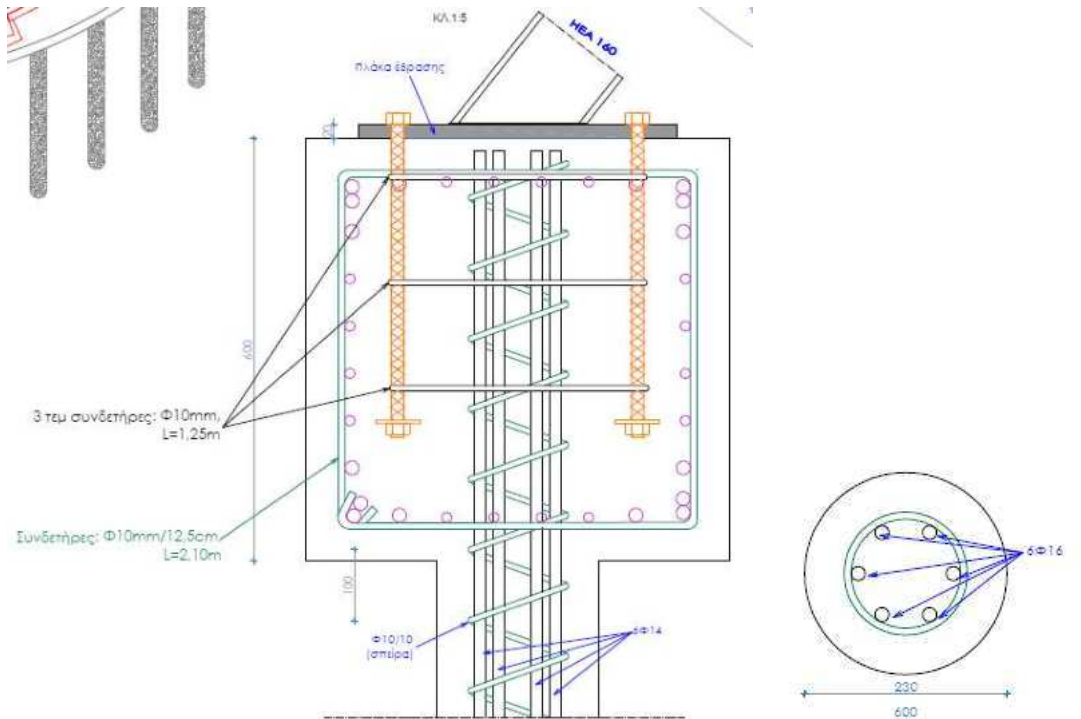 ΚΛ.1:5
HEA 160
Πλάκα έδρασης
20
600
3 τεμ συνδετήρες: Φ10mm,
L=1,25m
Συνδετήρες: Φ10mm/12,5cm
L=2,10m
100
Φ10/10
(σπείρα)
6Φ14
6Φ16
230
600